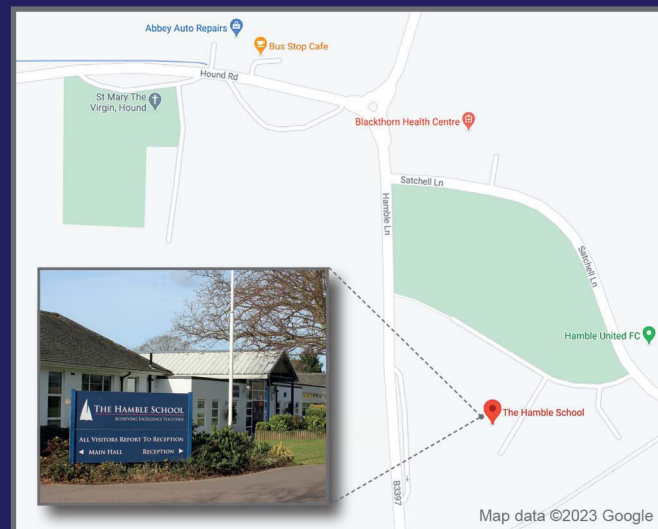 Abbey Auto Repairs
Bus Stop Cafe
Hound Rd
St Mary The
Virgin, Hound
Blackthorn Health Centre
Satchell Ln
Hamble Ln
Satchell Ln
Hamble United FC
The Hamble School
THE HAMBLE SCHOOL
ACHIEVING EXCELLENCE TOGETHER
ALL VISITORS REPORT TO RECEPTION
◄ MAIN HALL RECEPTION ►
B3397
Map data ©2023 Google